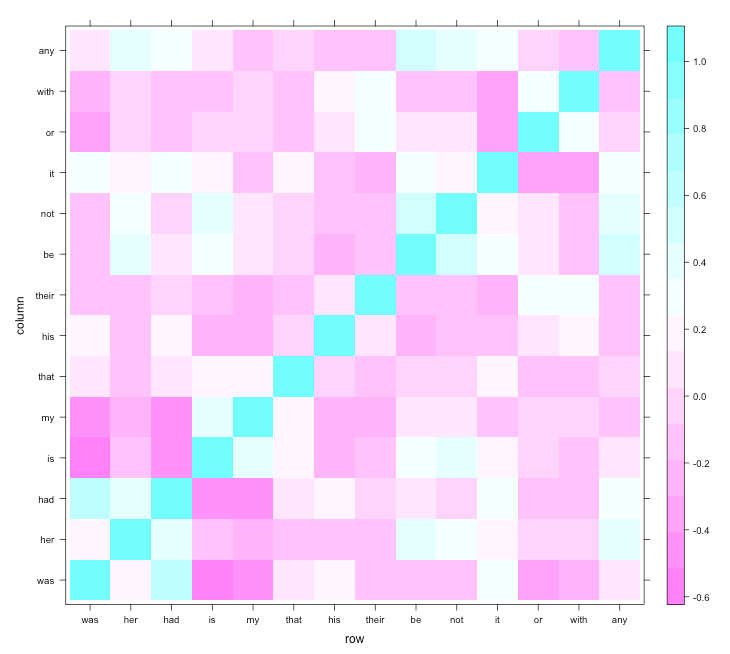 any
with
or
it
not
be
their
his
that
my
is
had
her
was
column
was her had is my that his their be not it or with any
row
1.0
0.8
0.6
0.4
0.2
0.0
-0.2
-0.4
-0.6